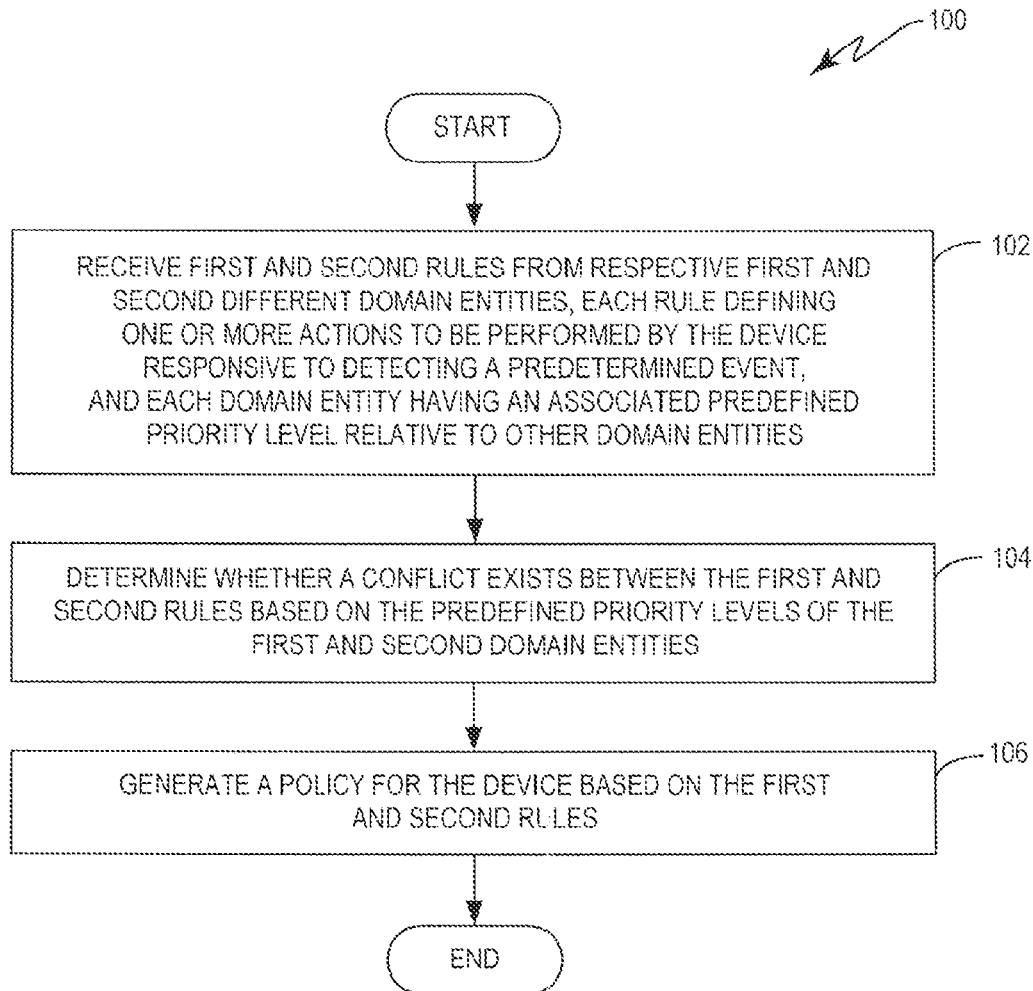 100
START
102
RECEIVE FIRST AND SECOND RULES FROM RESPECTIVE FIRST AND
SECOND DIFFERENT DOMAIN ENTITIES, EACH RULE DEFINING
ONE OR MORE ACTIONS TO BE PERFORMED BY THE DEVICE
RESPONSIVE TO DETECTING A PREDETERMINED EVENT,
AND EACH DOMAIN ENTITY HAVING AN ASSOCIATED PREDEFINED
PRIORITY LEVEL RELATIVE TO OTHER DOMAIN ENTITIES
104
DETERMINE WHETHER A CONFLICT EXISTS BETWEEN THE FIRST AND
SECOND RULES BASED ON THE PREDEFINED PRIORITY LEVELS OF THE
FIRST AND SECOND DOMAIN ENTITIES
106
GENERATE A POLICY FOR THE DEVICE BASED ON THE FIRST
AND SECOND RULES
END